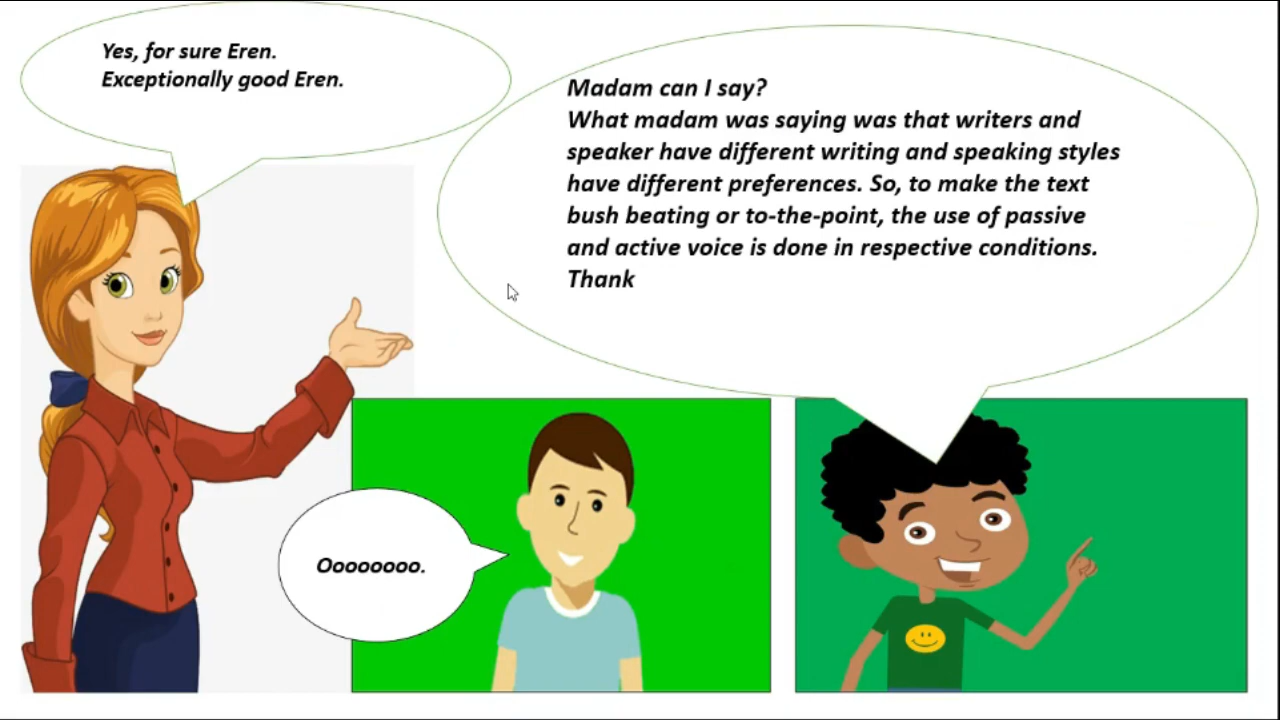 Yes, for sure Eren.
Exceptionally good Eren.
Madam can I say?
What madam was saying was that writers and
speaker have different writing and speaking styles
have different preferences. So, to make the text
bush beating or to-the-point, the use of passive
and active voice is done in respective conditions.
Thank
Oooooooo.